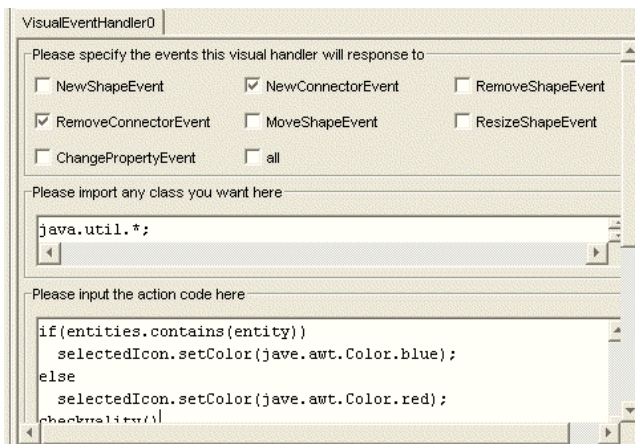 VisualEventHandler0
Please specify the events this visual handler will response to
NewShapeEvent NewConnectorEvent RemoveShapeEvent
RemoveConnectorEvent MoveShapeEvent ResizeShapeEvent
ChangePropertyEvent all
Please import any class you want here
java.util.*;
Please input the action code here
if(entities.contains(entity))
selectedIcon.setColor(jave.awt.Color.blue);
else
selectedIcon.setColor(jave.awt.Color.red);